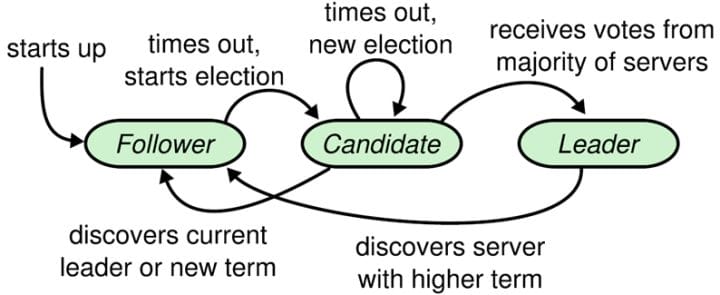 starts up
times out,
starts election
times out,
new election
receives votes from
majority of servers
Follower
Candidate
Leader
discovers current
leader or new term
discovers server
with higher term